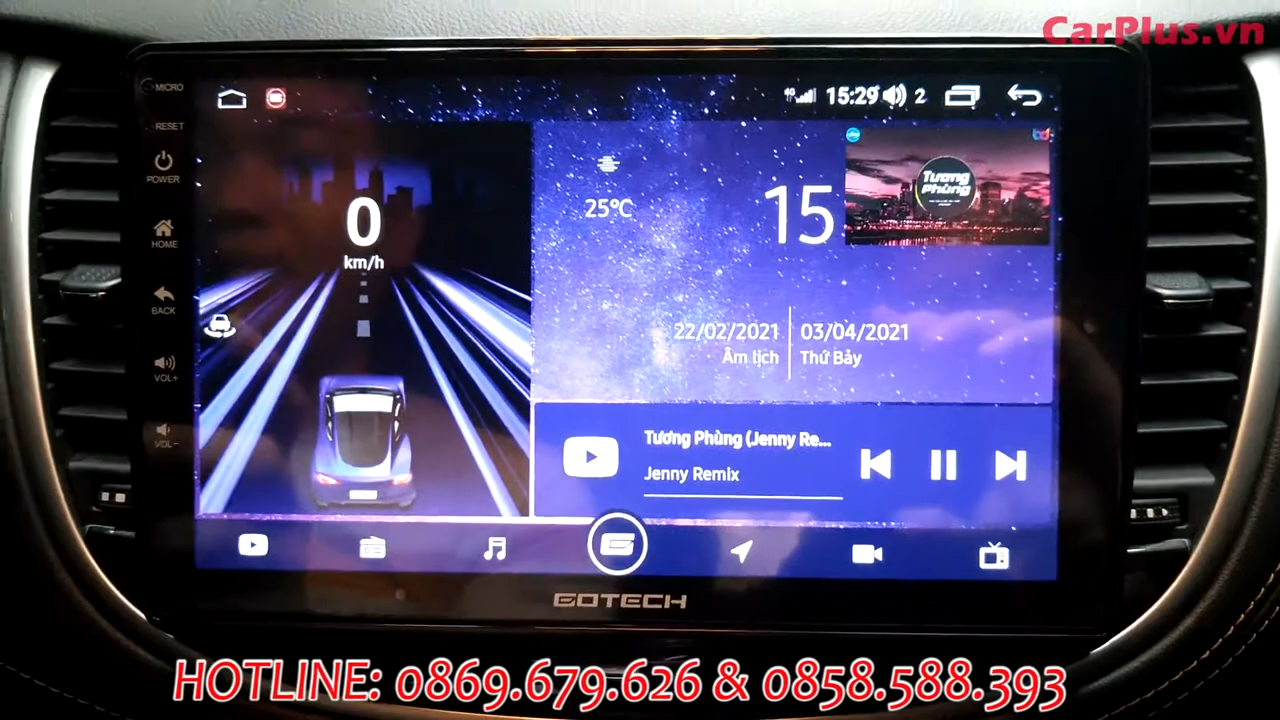 CarPlus.vn
MICRO
RESET
POWER
HOME
BACK
VOL+
VOL-
4G
15:29
2
0
km/h
25°C
15
Tương
Phùng
22/02/2021
Âm lịch
03/04/2021
Thứ Bảy
Tương Phùng (Jenny Re...
Jenny Remix
GOTECH
HOTLINE: 0869.679.626 & 0858.588.393